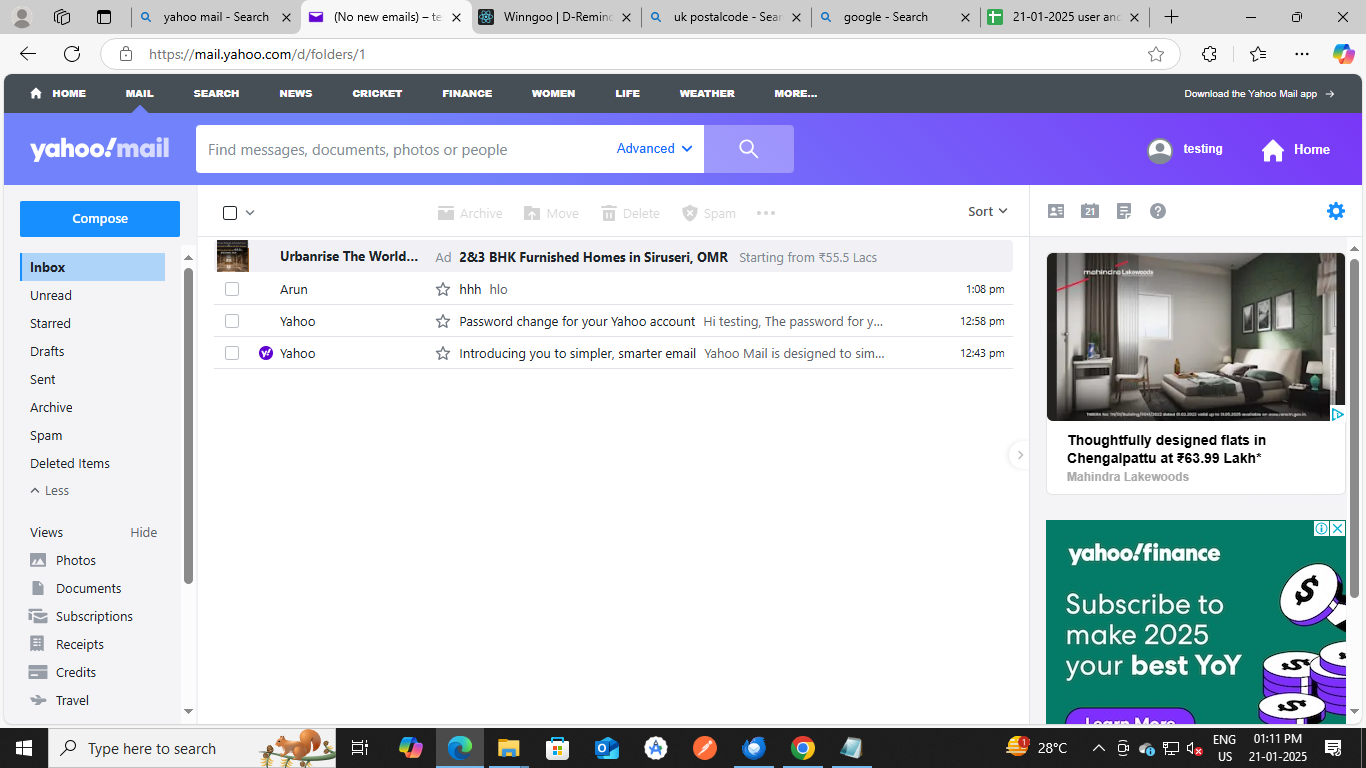 yahoo mail - Search
(No new emails) – te
Winngoo | D-Remin
uk postalcode - Sear
google - Search
21-01-2025 user and
https://mail.yahoo.com/d/folders/1
HOME MAIL SEARCH NEWS CRICKET FINANCE WOMEN LIFE WEATHER MORE... Download the Yahoo Mail app →
yahoo!mail
Find messages, documents, photos or people
Advanced
testing
Home
Compose
Inbox
Unread
Starred
Drafts
Sent
Archive
Spam
Deleted Items
Less
Views Hide
Photos
Documents
Subscriptions
Receipts
Credits
Travel
Archive Move Delete Spam
Sort
Urbanrise The World... Ad 2&3 BHK Furnished Homes in Siruseri, OMR Starting from ₹55.5 Lacs
Arun hhh hlo 1:08 pm
Yahoo Password change for your Yahoo account Hi testing, The password for y... 12:58 pm
Yahoo Introducing you to simpler, smarter email Yahoo Mail is designed to sim... 12:43 pm
21
mahindra Lakewoods
Thoughtfully designed flats in
Chengalpattu at ₹63.99 Lakh*
Mahindra Lakewoods
yahoo!finance
Subscribe to
make 2025
your best YoY
Learn More
Type here to search
1
28°C
ENG
US
01:11 PM
21-01-2025